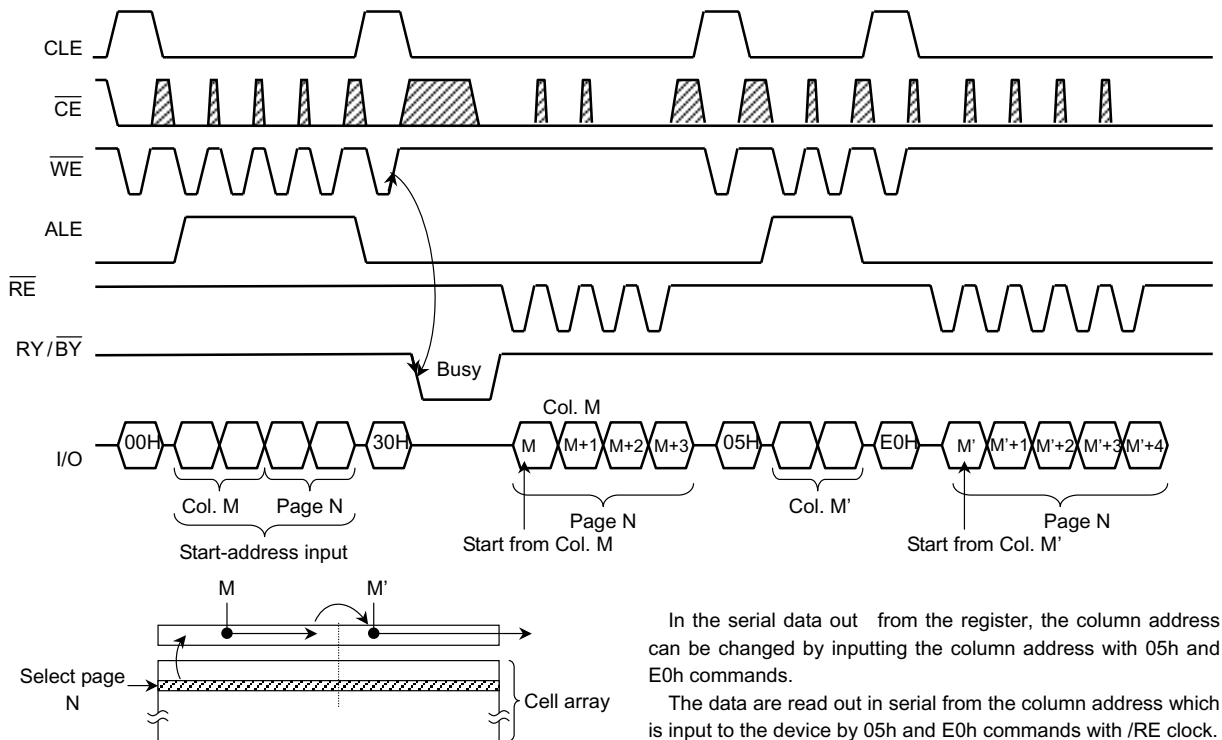 CLE
CE
WE
ALE
RE
RY/BY
Busy
Col. M
I/O
00H
30H
M
M+1
M+2
M+3
05H
E0H
M'
M'+1
M'+2
M'+3
M'+4
Col. M
Page N
Page N
Col. M'
Page N
Start-address input
Start from Col. M
Start from Col. M'
M
M'
Select page
N
Cell array
In the serial data out from the register, the column address
can be changed by inputting the column address with 05h and
E0h commands.
The data are read out in serial from the column address which
is input to the device by 05h and E0h commands with /RE clock.